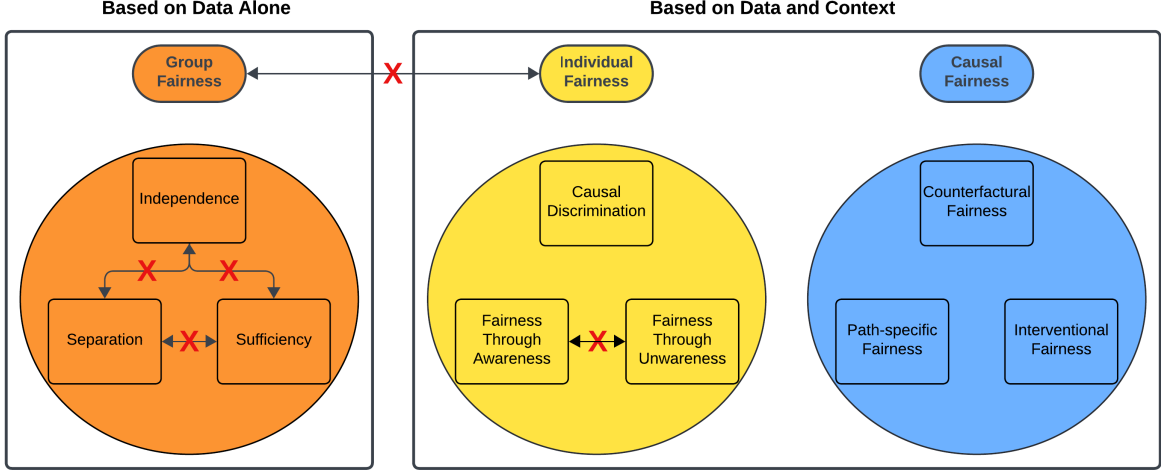 Based on Data Alone
Based on Data and Context
Group
Fairness
X
Individual
Fairness
Causal
Fairness
Independence
X
X
Separation
X
Sufficiency
Causal
Discrimination
Fairness
Through
Awareness
X
Fairness
Through
Unwareness
Counterfactural
Fairness
Path-specific
Fairness
Interventional
Fairness